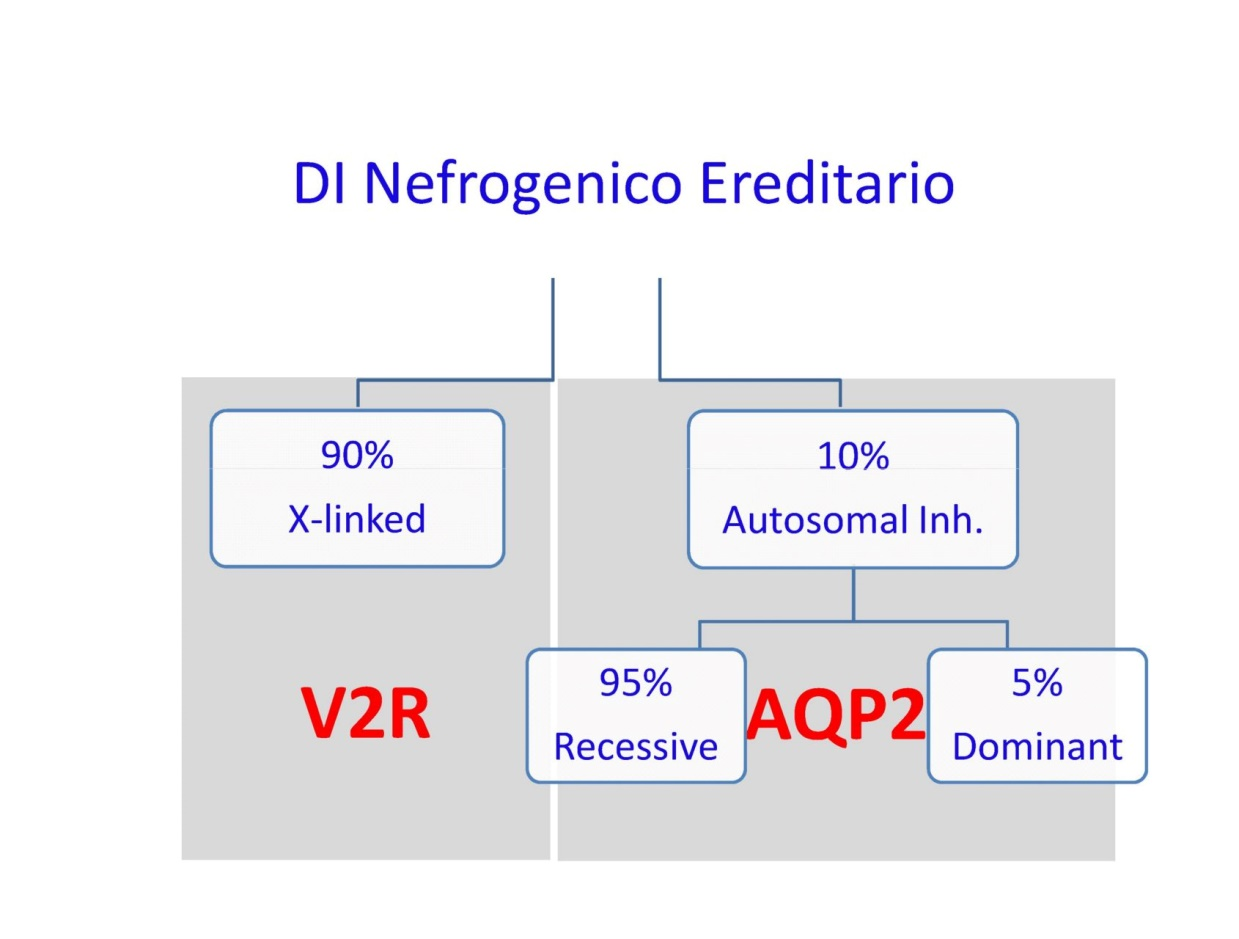 DI Nefrogenico Ereditario
90%
X-linked
10%
Autosomal Inh.
V2R
95%
Recessive
AQP2
5%
Dominant